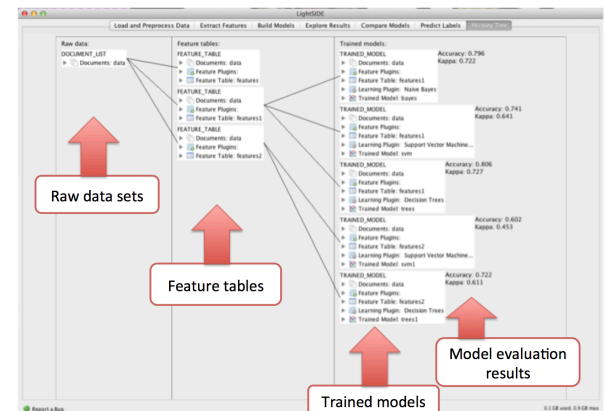 LightSIDE
Load and Preprocess Data Extract Features Build Models Explore Results Compare Models Predict Labels
Raw data:
DOCUMENT_LIST
Documents: data
Feature tables:
FEATURE_TABLE
Documents: data
Feature Plugins:
Feature Table: features
FEATURE_TABLE
Documents: data
Feature Plugins:
Feature Table: features1
FEATURE_TABLE
Documents: data
Feature Plugins:
Feature Table: features2
Trained models:
TRAINED_MODEL
Documents: data
Feature Plugins:
Feature Table: features1
Learning Plugin: Naive Bayes
Trained Model: bayes
Accuracy: 0.796
Kappa: 0.722
TRAINED_MODEL
Documents: data
Feature Plugins:
Feature Table: features1
Learning Plugin: Support Vector Machine...
Trained Model: svm
Accuracy: 0.741
Kappa: 0.641
TRAINED_MODEL
Documents: data
Feature Plugins:
Feature Table: features1
Learning Plugin: Decision Trees
Trained Model: trees
Accuracy: 0.806
Kappa: 0.727
TRAINED_MODEL
Documents: data
Feature Plugins:
Feature Table: features2
Learning Plugin: Support Vector Machine...
Trained Model: svm1
Accuracy: 0.602
Kappa: 0.453
TRAINED_MODEL
Documents: data
Feature Plugins:
Feature Table: features2
Learning Plugin: Decision Trees
Trained Model: trees1
Accuracy: 0.722
Kappa: 0.611
Raw data sets
Feature tables
Trained models
Model evaluation
results
Report a Bug
0.1 GB used, 0.9 GB max